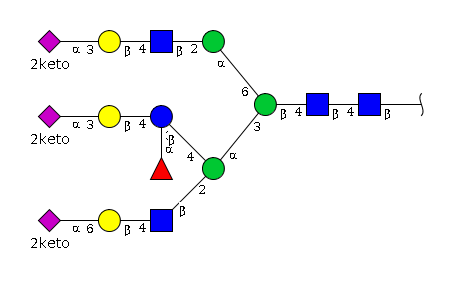 α 3 β 4 β 2
2keto α
6
β 4 β 4 β
α 3 β 4 3
2keto β
α
4 α
2
β
α 6 β 4
2keto